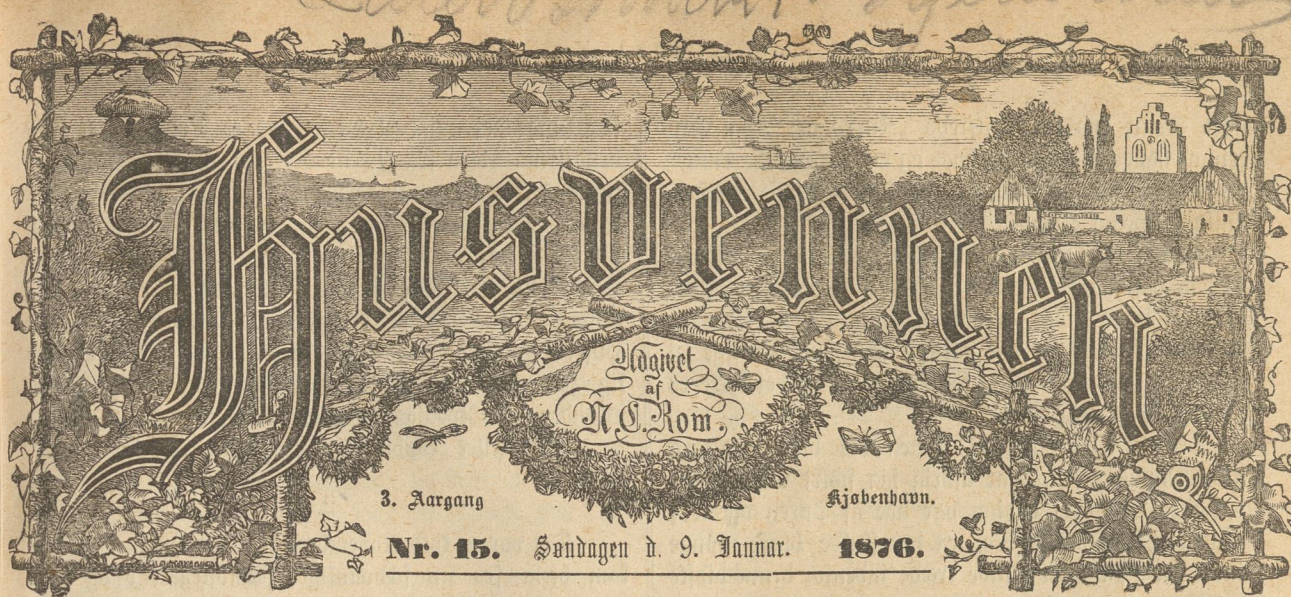 Husvennen
Udgivet
af
N. C. Rom.
3. Aargang
Kjøbenhavn.
Nr. 15. Søndagen d. 9. Januar. 1876.